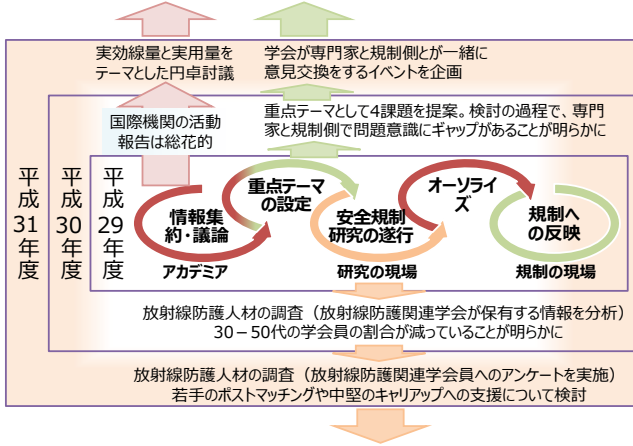 実効線量と実用量を
テーマとした円卓討議
学会が専門家と規制側とが一緒に
意見交換をするイベントを企画
国際機関の活動
報告は総花的
重点テーマとして4課題を提案。検討の過程で、専門
家と規制側で問題意識にギャップがあることが明らかに
平成31年度
平成30年度
平成29年度
情報集
約・議論
アカデミア
重点テーマ
の設定
安全規制
研究の遂行
研究の現場
オーソライ
ズ
規制への
の反映
規制の現場
放射線防護人材の調査（放射線防護関連学会が保有する情報を分析）
30－50代の学会員の割合が減っていることが明らかに
放射線防護人材の調査（放射線防護関連学会員へのアンケートを実施）
若手のポストマッチングや中堅のキャリアップへの支援について検討